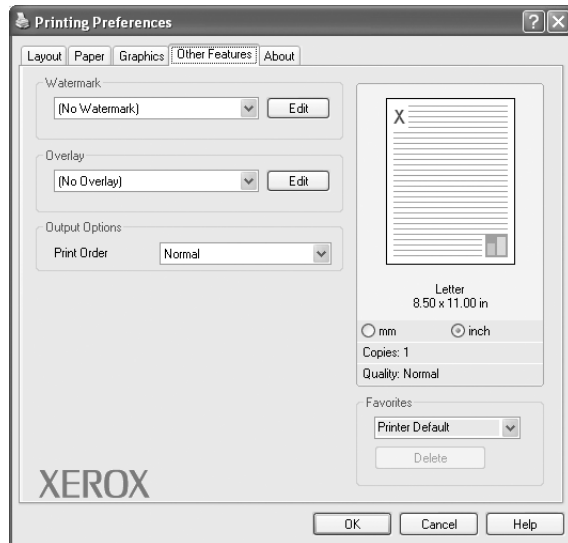 Printing Preferences
Layout Paper Graphics Other Features About
Watermark
(No Watermark) Edit
Overlay
(No Overlay) Edit
Output Options
Print Order Normal
X
Letter
8.50 x 11.00 in
mm inch
Copies: 1
Quality: Normal
Favorites
Printer Default
Delete
XEROX
OK Cancel Help